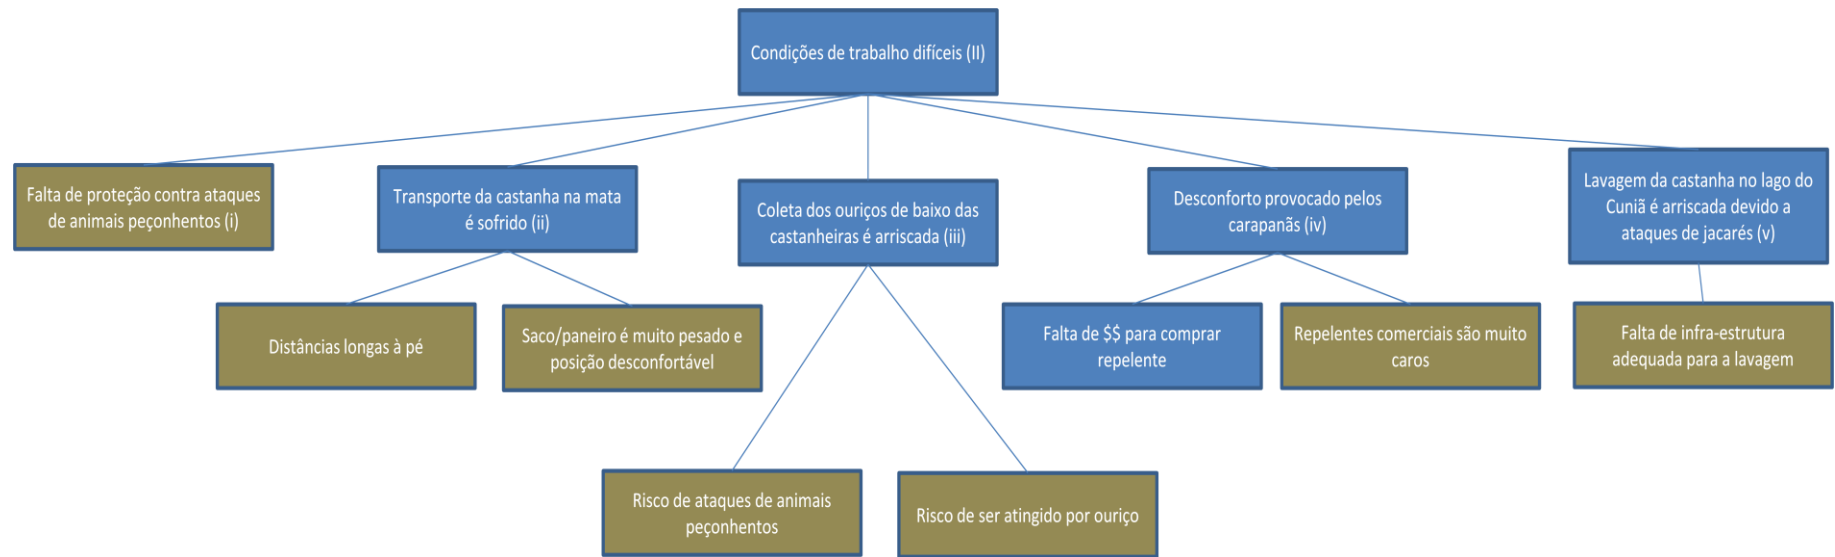 Condições de trabalho difíceis (II)
Falta de proteção contra ataques
de animais peçonhentos (i)
Transporte da castanha na mata
é sofrido (ii)
Coleta dos ouriços de baixo das
castanheiras é arriscada (iii)
Desconforto provocado pelos
carapanãs (iv)
Lavagem da castanha no lago do
Cuniã é arriscada devido a
ataques de jacarés (v)
Distâncias longas à pé
Saco/paneiro é muito pesado e
posição desconfortável
Falta de $$ para comprar
repelente
Repelentes comerciais são muito
caros
Falta de infra-estrutura
adequada para a lavagem
Risco de ataques de animais
peçonhentos
Risco de ser atingido por ouriço